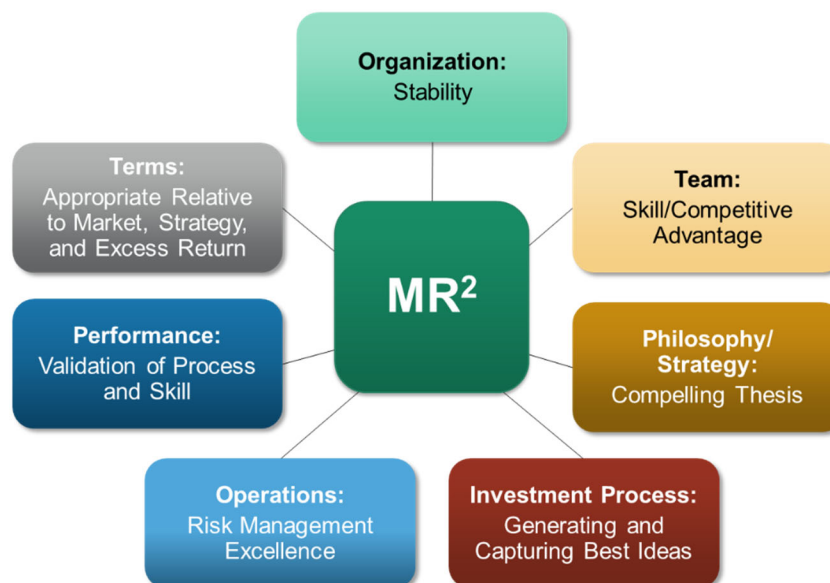 Organization:
Stability
Terms:
Appropriate Relative
to Market, Strategy,
and Excess Return
Team:
Skill/Competitive
Advantage
MR²
Performance:
Validation of Process
and Skill
Philosophy/
Strategy:
Compelling Thesis
Operations:
Risk Management
Excellence
Investment Process:
Generating and
Capturing Best Ideas